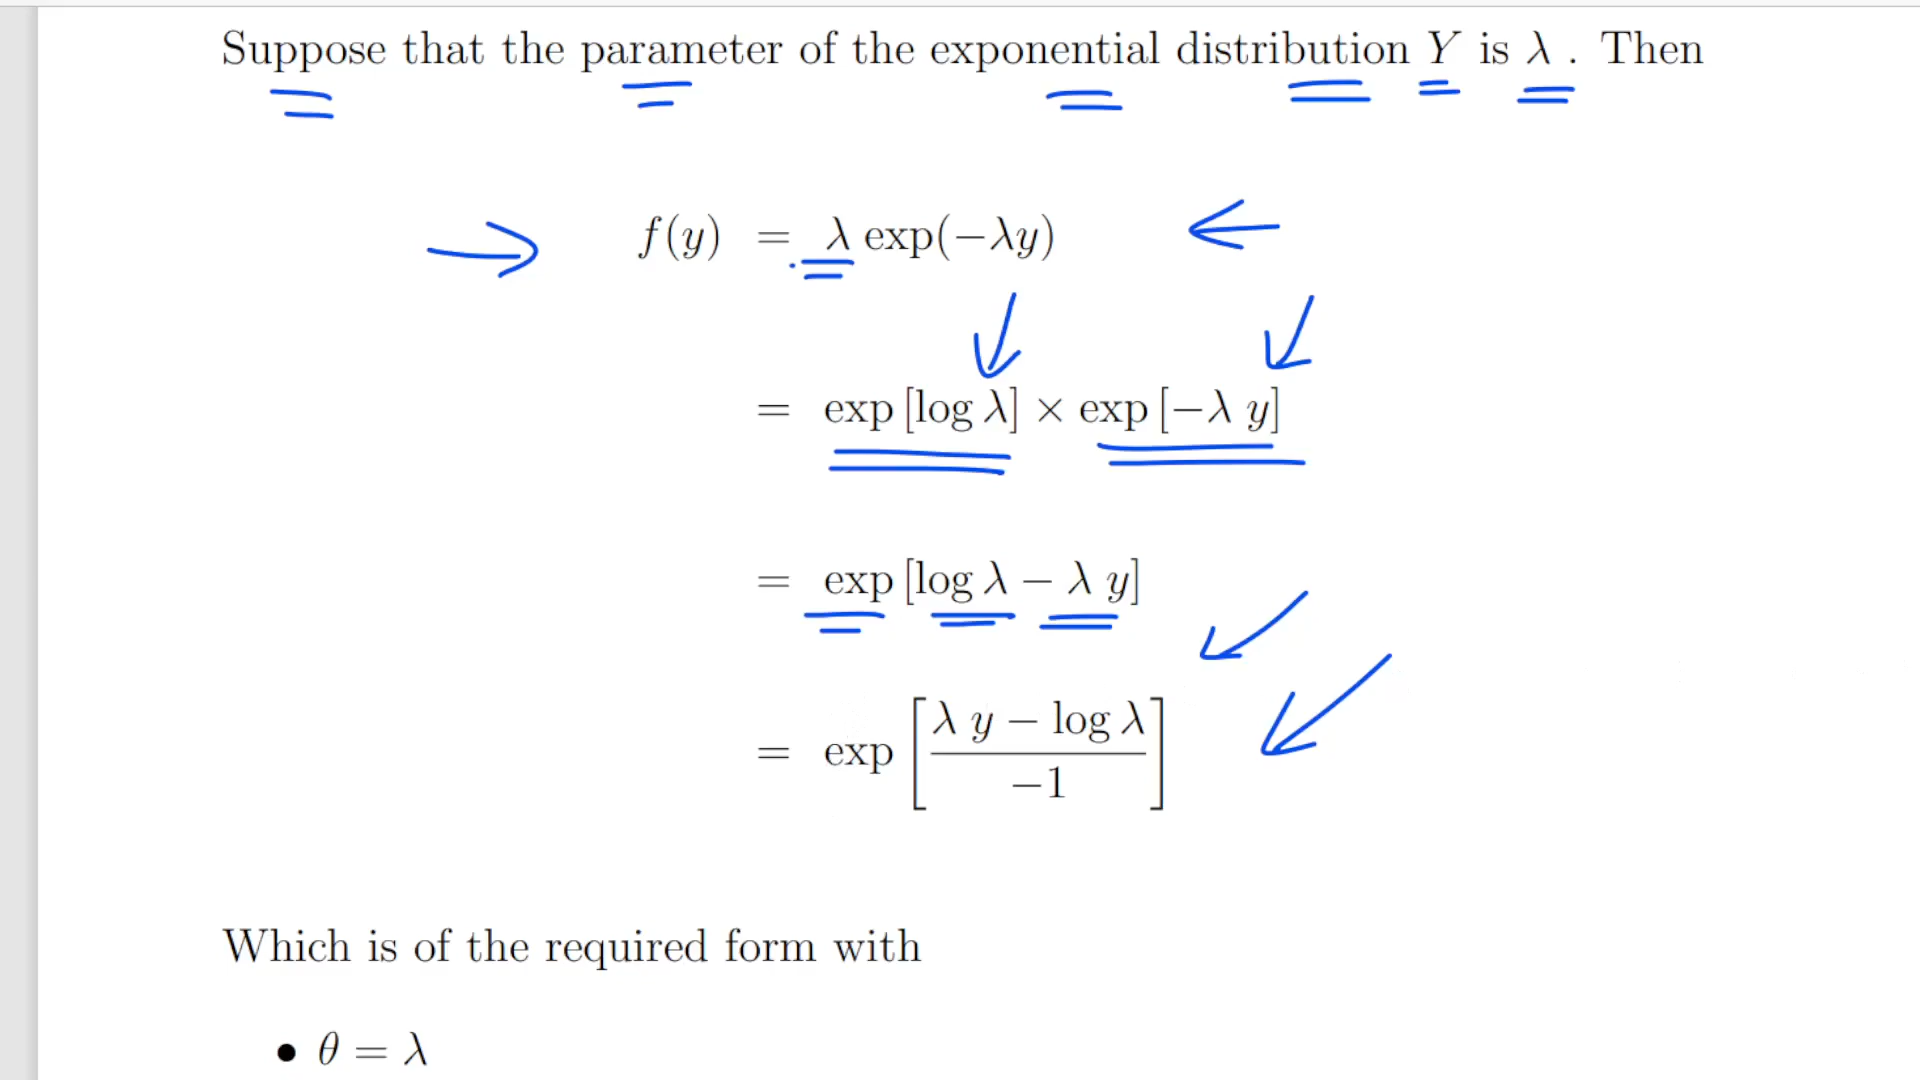 Suppose that the parameter of the exponential distribution Y is λ . Then
f(y) = λ exp(−λy)
= exp [log λ] × exp [−λ y]
= exp [log λ − λ y]
= exp [ (λ y − log λ) / −1 ]
Which is of the required form with
• θ = λ